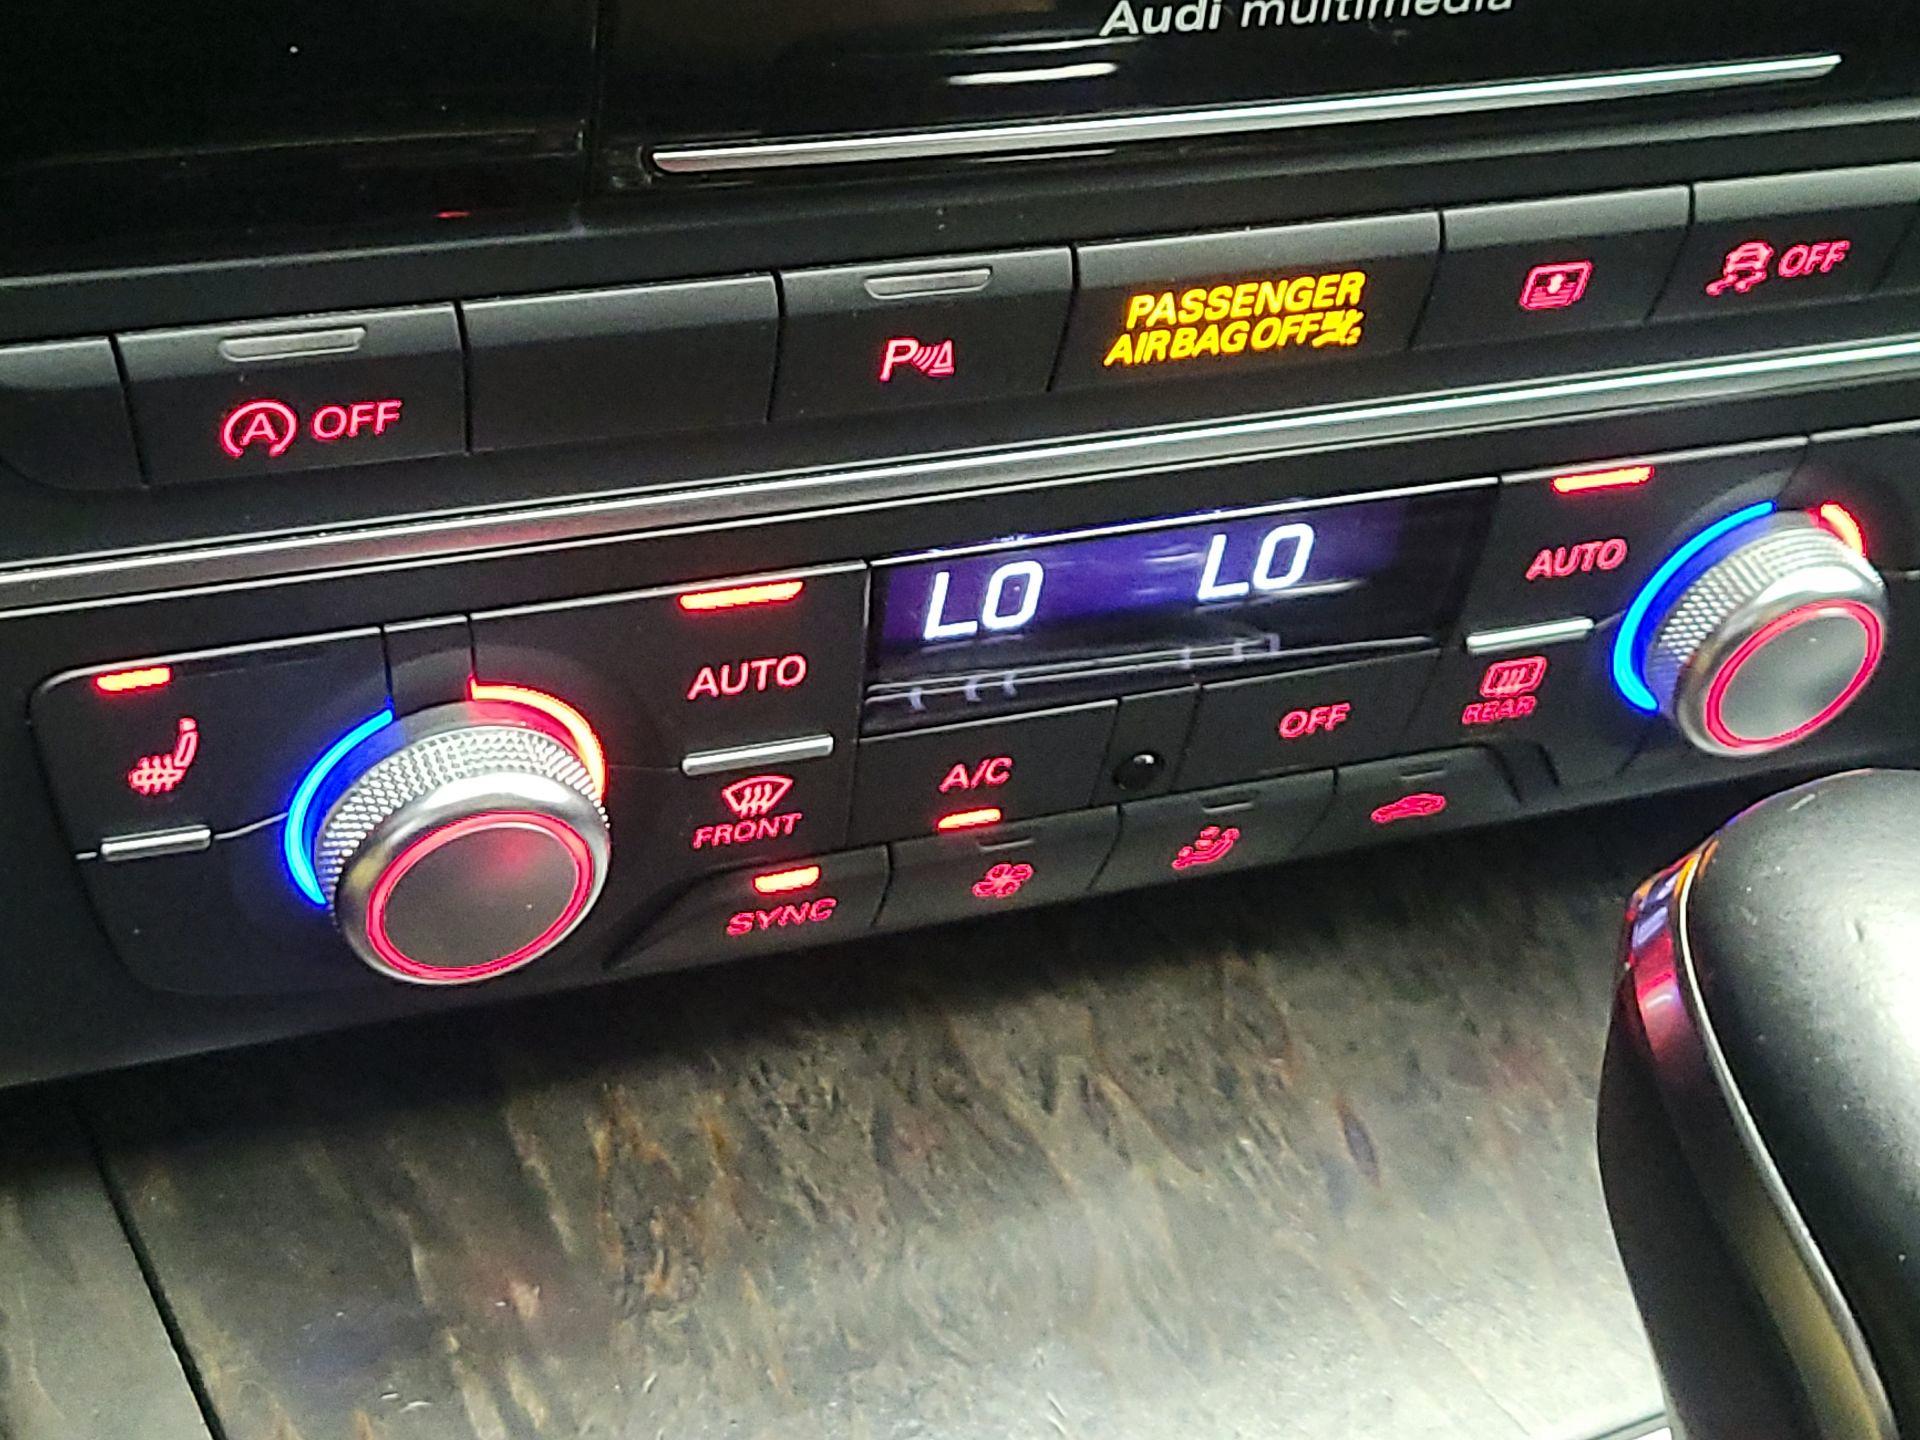 Audi multimedia
A OFF
P
PASSENGER
AIRBAG OFF
OFF
AUTO
LO LO
AUTO
FRONT
A/C
OFF
REAR
SYNC